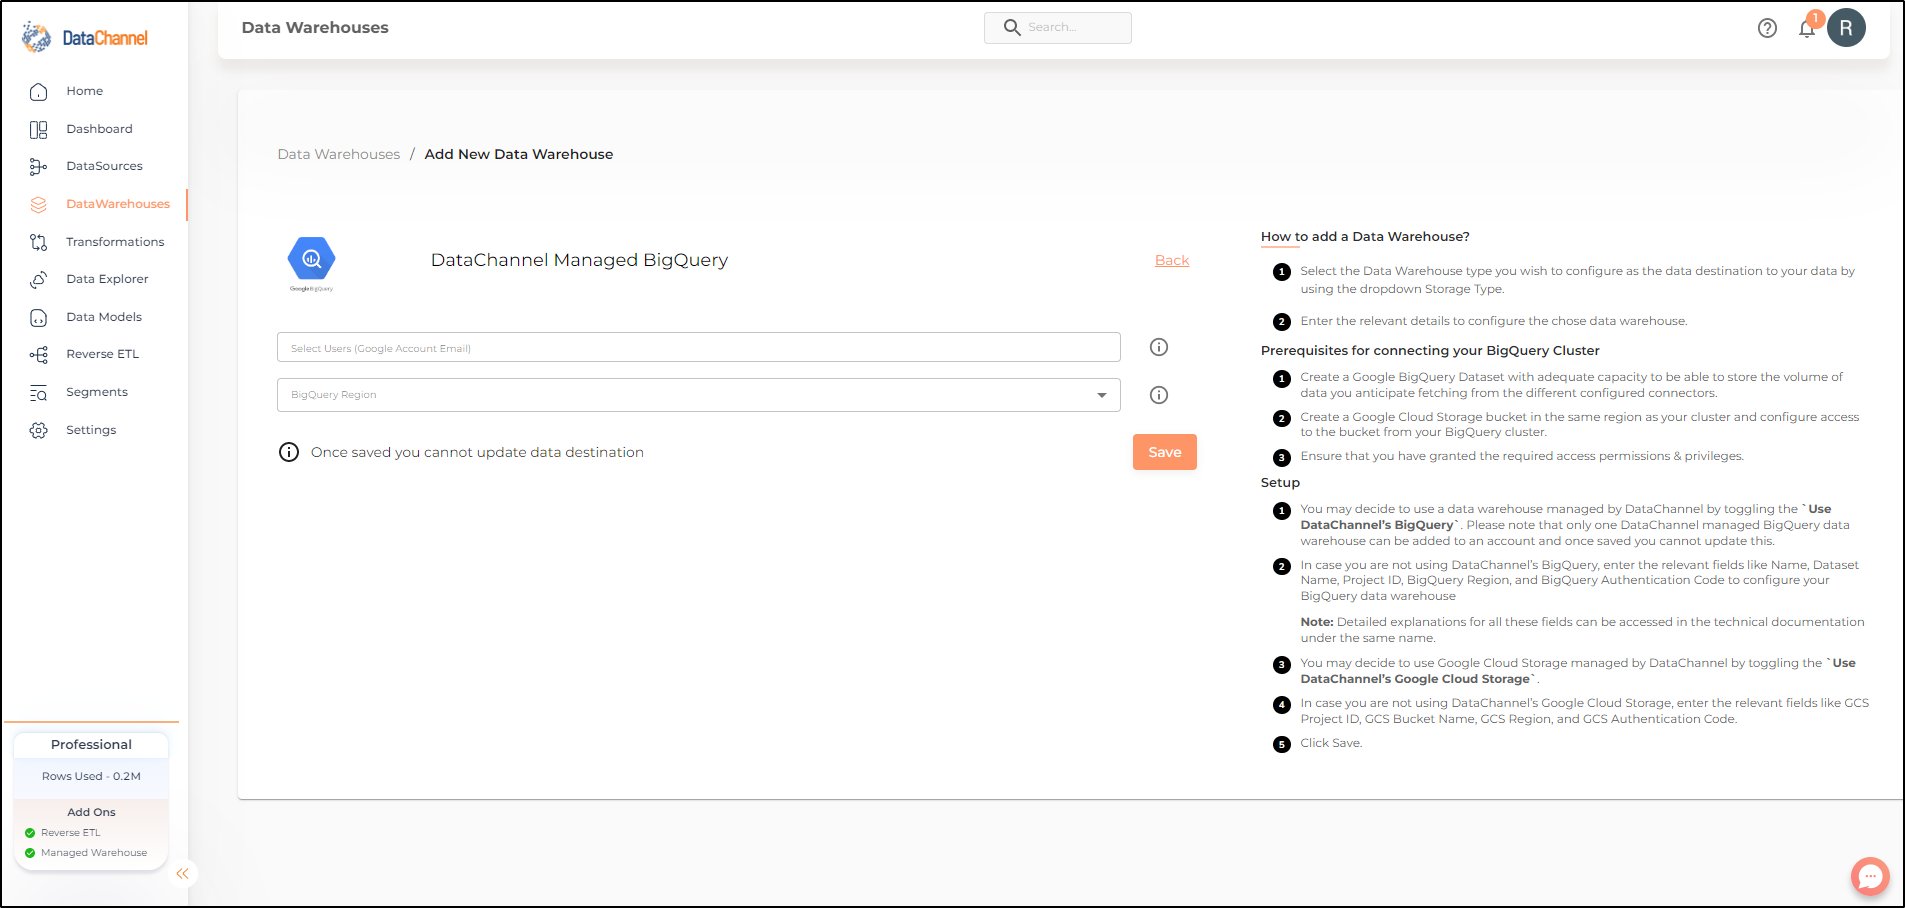 DataChannel
Data Warehouses
Search...
1
R
Home
Dashboard
DataSources
DataWarehouses
Transformations
Data Explorer
Data Models
Reverse ETL
Segments
Settings
Professional
Rows Used - 0.2M
Add Ons
Reverse ETL
Managed Warehouse
Data Warehouses / Add New Data Warehouse
Google BigQuery
DataChannel Managed BigQuery
Back
Select Users (Google Account Email)
BigQuery Region
Once saved you cannot update data destination
Save
How to add a Data Warehouse?
1 Select the Data Warehouse type you wish to configure as the data destination to your data by
using the dropdown Storage Type.
2 Enter the relevant details to configure the chose data warehouse.
Prerequisites for connecting your BigQuery Cluster
1 Create a Google BigQuery Dataset with adequate capacity to be able to store the volume of
data you anticipate fetching from the different configured connectors.
2 Create a Google Cloud Storage bucket in the same region as your cluster and configure access
to the bucket from your BigQuery cluster.
3 Ensure that you have granted the required access permissions & privileges.
Setup
1 You may decide to use a data warehouse managed by DataChannel by toggling the `Use
DataChannel's BigQuery`. Please note that only one DataChannel managed BigQuery data
warehouse can be added to an account and once saved you cannot update this.
2 In case you are not using DataChannel's BigQuery, enter the relevant fields like Name, Dataset
Name, Project ID, BigQuery Region, and BigQuery Authentication Code to configure your
BigQuery data warehouse
Note: Detailed explanations for all these fields can be accessed in the technical documentation
under the same name.
3 You may decide to use Google Cloud Storage managed by DataChannel by toggling the `Use
DataChannel's Google Cloud Storage`.
4 In case you are not using DataChannel's Google Cloud Storage, enter the relevant fields like GCS
Project ID, GCS Bucket Name, GCS Region, and GCS Authentication Code.
5 Click Save.